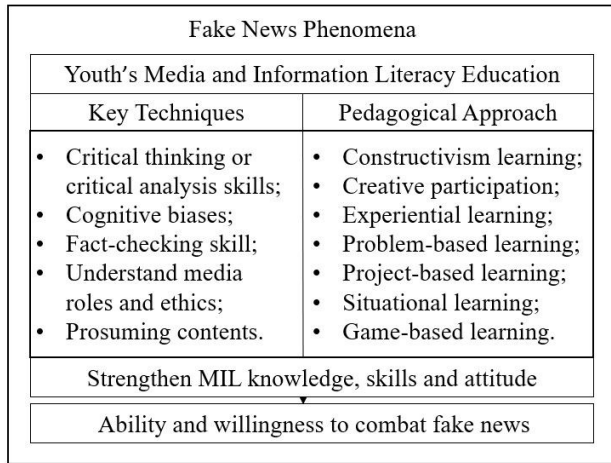 Fake News Phenomena
Youth's Media and Information Literacy Education
Key Techniques
Pedagogical Approach
• Critical thinking or
critical analysis skills;
• Cognitive biases;
• Fact-checking skill;
• Understand media
roles and ethics;
• Prosuming contents.
• Constructivism learning;
• Creative participation;
• Experiential learning;
• Problem-based learning;
• Project-based learning;
• Situational learning;
• Game-based learning.
Strengthen MIL knowledge, skills and attitude
Ability and willingness to combat fake news